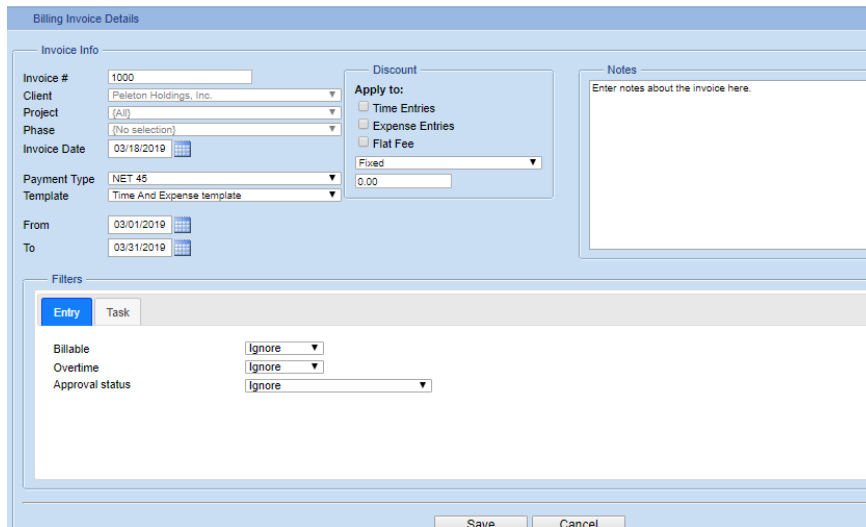 Billing Invoice Details
Invoice Info
Invoice # 1000
Client Peleton Holdings, Inc.
Project {All}
Phase {No selection}
Invoice Date 03/18/2019
Payment Type NET 45
Template Time And Expense template
From 03/01/2019
To 03/31/2019
Discount
Apply to:
Time Entries
Expense Entries
Flat Fee
Fixed
0.00
Notes
Enter notes about the invoice here.
Filters
Entry Task
Billable Ignore
Overtime Ignore
Approval status Ignore
Save Cancel